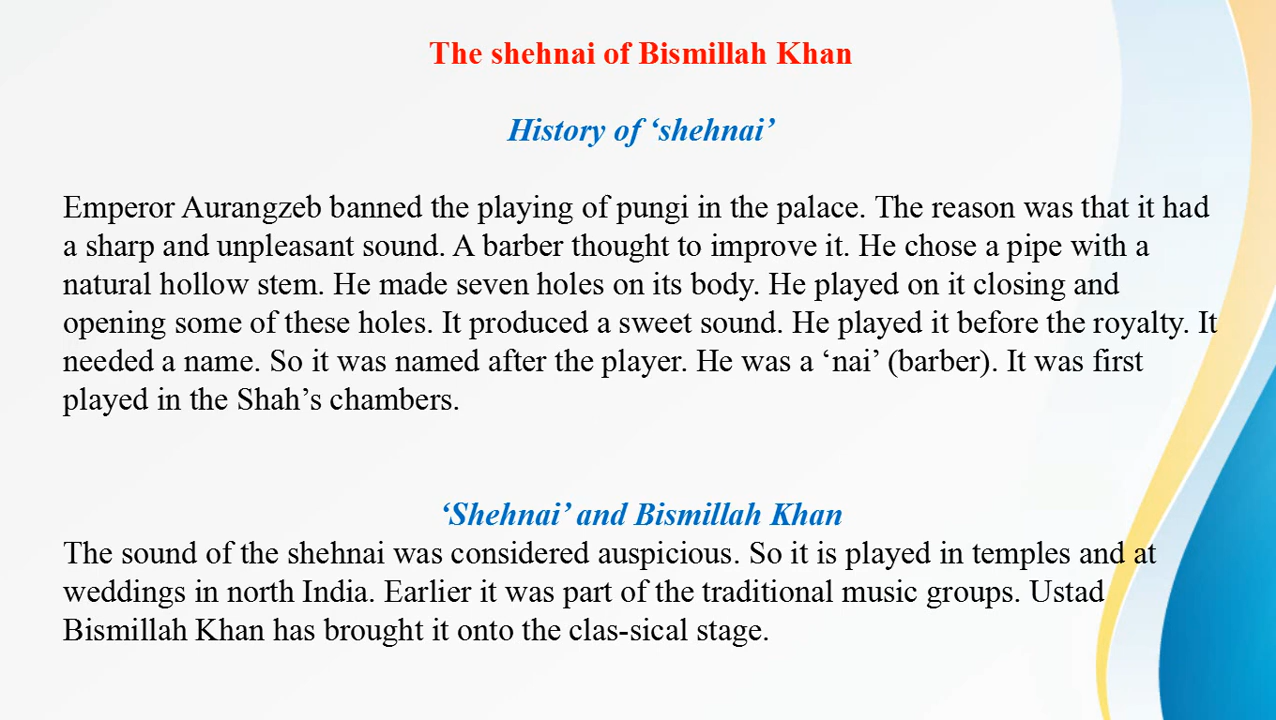 The shehnai of Bismillah Khan
History of ‘shehnai’
Emperor Aurangzeb banned the playing of pungi in the palace. The reason was that it had
a sharp and unpleasant sound. A barber thought to improve it. He chose a pipe with a
natural hollow stem. He made seven holes on its body. He played on it closing and
opening some of these holes. It produced a sweet sound. He played it before the royalty. It
needed a name. So it was named after the player. He was a ‘nai’ (barber). It was first
played in the Shah’s chambers.
‘Shehnai’ and Bismillah Khan
The sound of the shehnai was considered auspicious. So it is played in temples and at
weddings in north India. Earlier it was part of the traditional music groups. Ustad
Bismillah Khan has brought it onto the clas-sical stage.